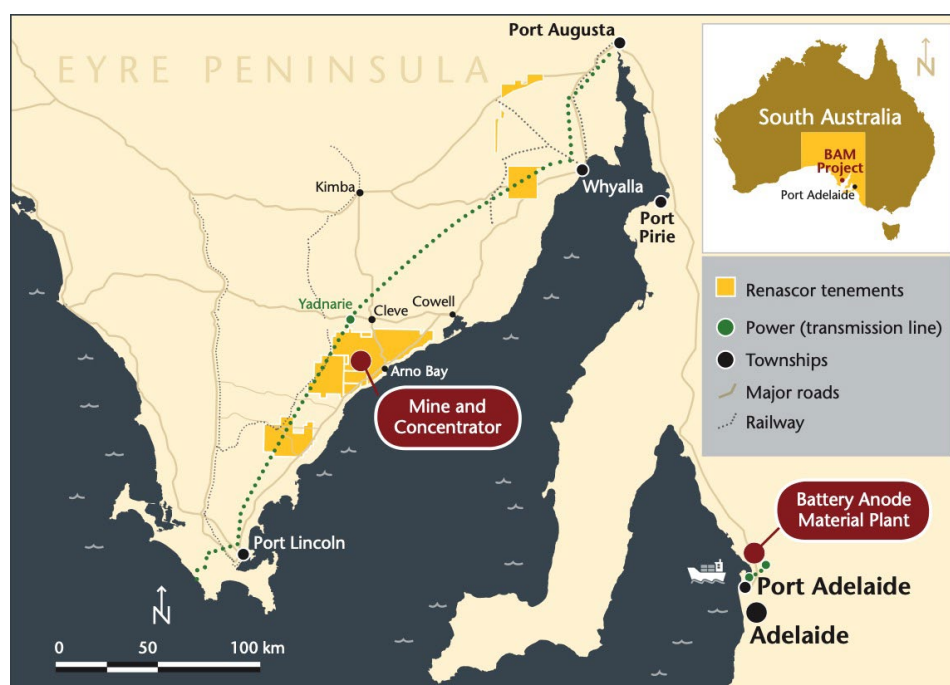 EYRE PENINSULA
Port Augusta
Kimba
Whyalla
Port
Pirie
Yadnarie
Cleve
Cowell
Arno Bay
Mine and
Concentrator
Port Lincoln
N
0 50 100 km
N
South Australia
BAM
Project
Port Adelaide
Renascor tenements
Power (transmission line)
Townships
Major roads
Railway
Battery Anode
Material Plant
Port Adelaide
Adelaide